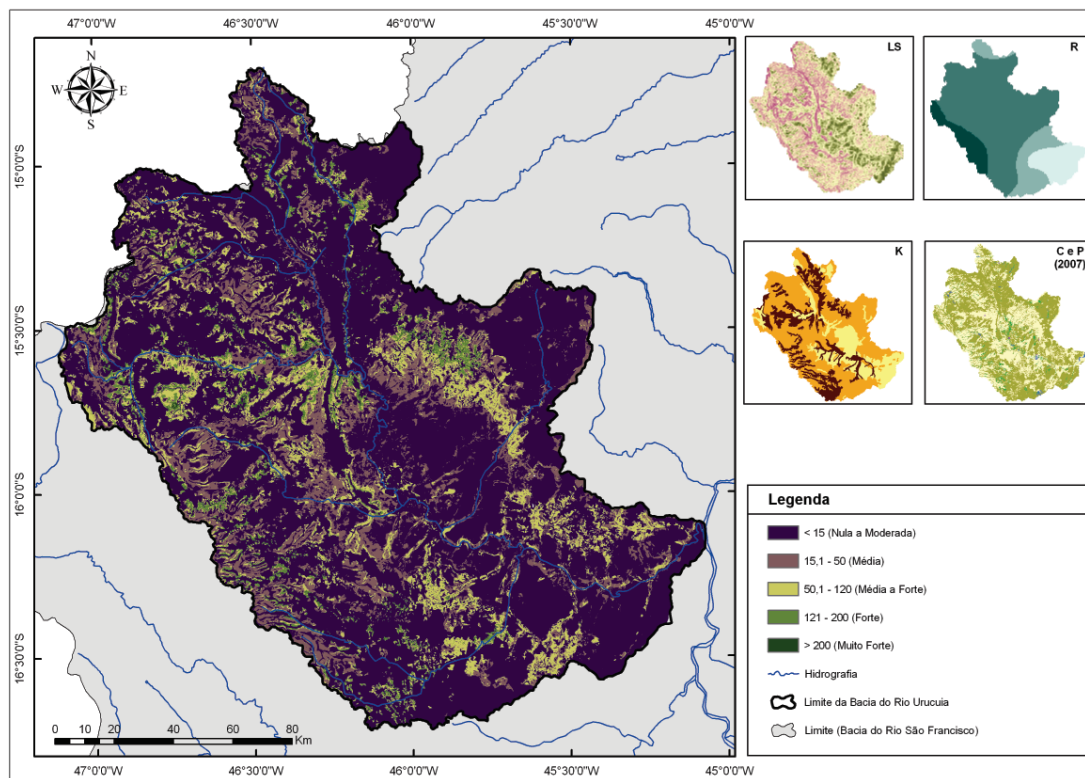 47°0'0"W
46°30'0"W
46°0'0"W
45°30'0"W
45°0'0"W
N
W
E
S
15°0'0"S
15°30'0"S
16°0'0"S
16°30'0"S
0 10 20 40 60 80
Km
47°0'0"W
46°30'0"W
46°0'0"W
45°30'0"W
45°0'0"W
LS
R
K
C e P
(2007)
Legenda
< 15 (Nula a Moderada)
15,1 - 50 (Média)
50,1 - 120 (Média a Forte)
121 - 200 (Forte)
> 200 (Muito Forte)
Hidrografia
Limite da Bacia do Rio Urucuia
Limite (Bacia do Rio São Francisco)